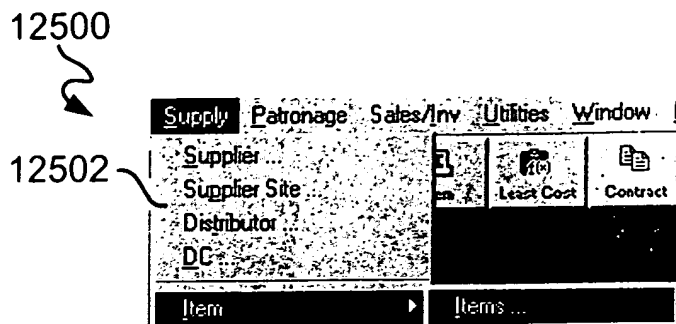 12500
Supply Patronage Sales/Inv Utilities Window
Supplier ...
Least Cost Contract
12502
Supplier Site ...
Distributor ...
DC ...
Item Items ...